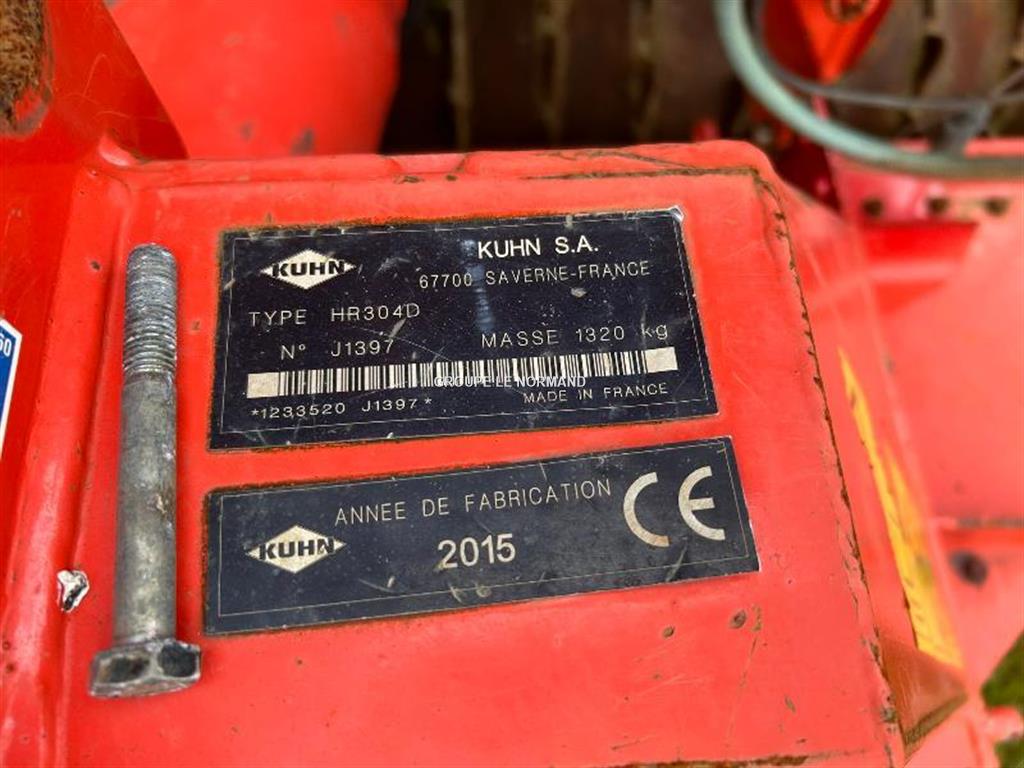 KUHN
KUHN S.A.
67700 SAVERNE-FRANCE
TYPE HR304D
N° J1397 MASSE 1320 kg
GROUPE LE NORMAND
*1233520 J1397* MADE IN FRANCE
ANNEE DE FABRICATION CE
KUHN 2015